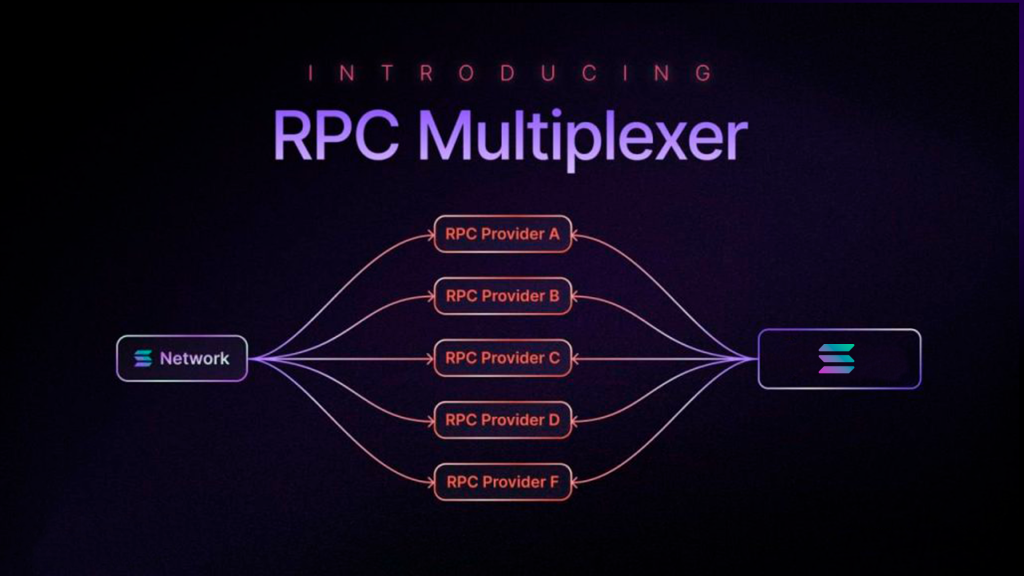 INTRODUCING
RPC Multiplexer
RPC Provider A
RPC Provider B
Network
RPC Provider C
RPC Provider D
RPC Provider F